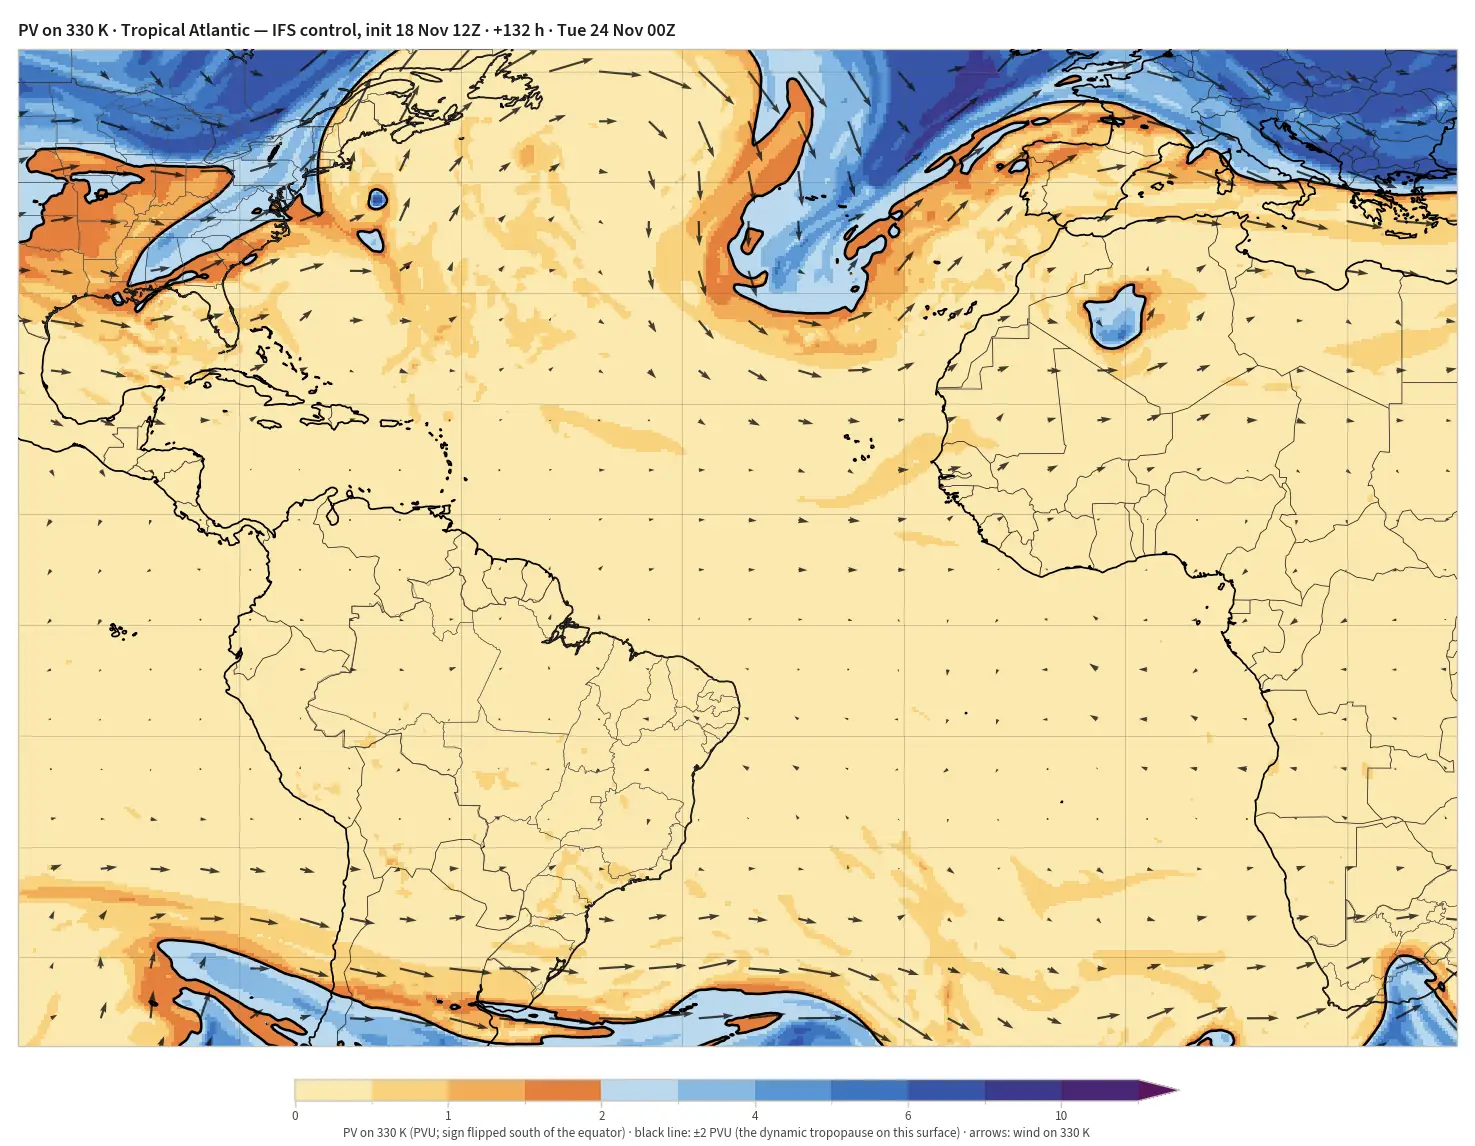 PV on 330 K · Tropical Atlantic — IFS control, init 18 Nov 12Z · +132 h · Tue 24 Nov 00Z
0 1 2 4 6 10
PV on 330 K (PVU; sign flipped south of the equator) · black line: ±2 PVU (the dynamic tropopause on this surface) · arrows: wind on 330 K